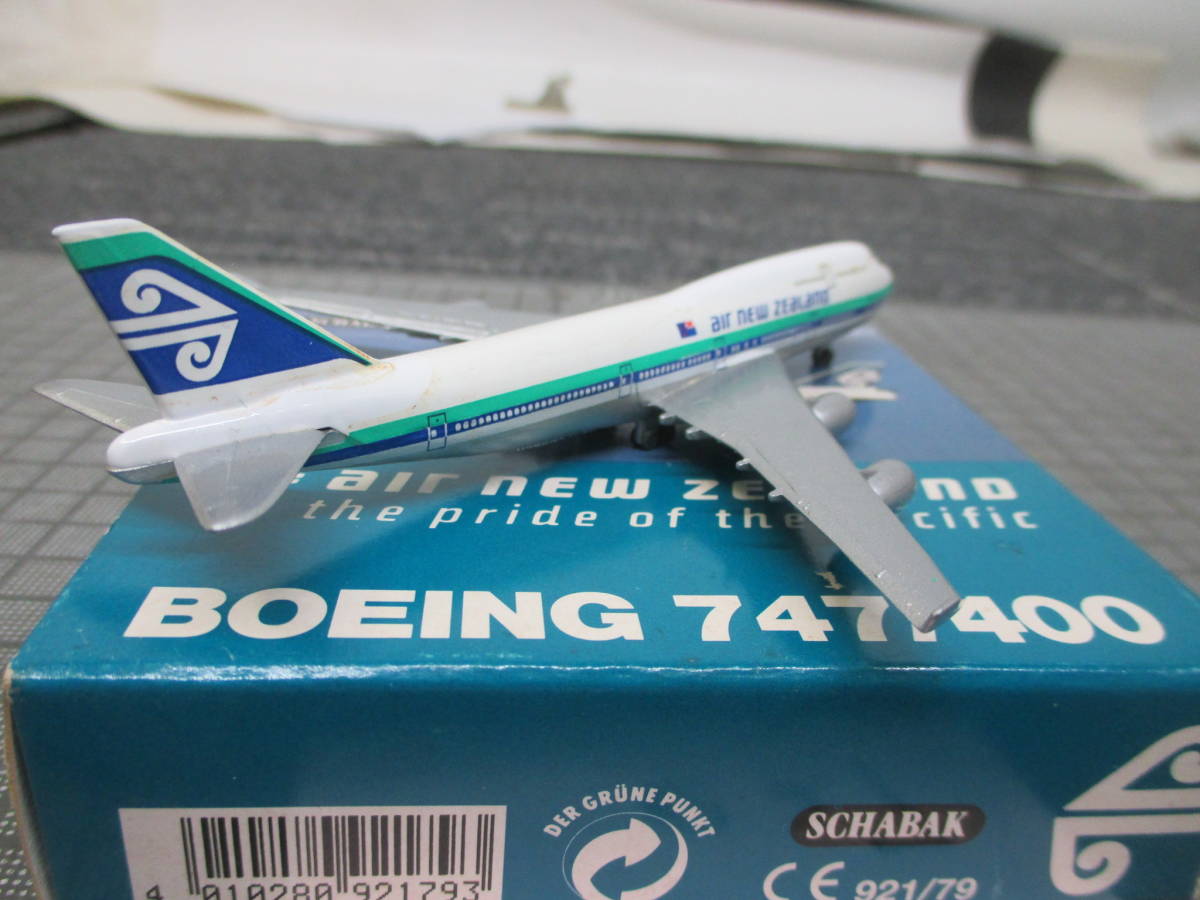 air new zealand
air new ze ND
the pride of the cific
BOEING 747/400
DER GRÜNE PUNKT
SCHABAK
CE 921/79
4 010280 921793